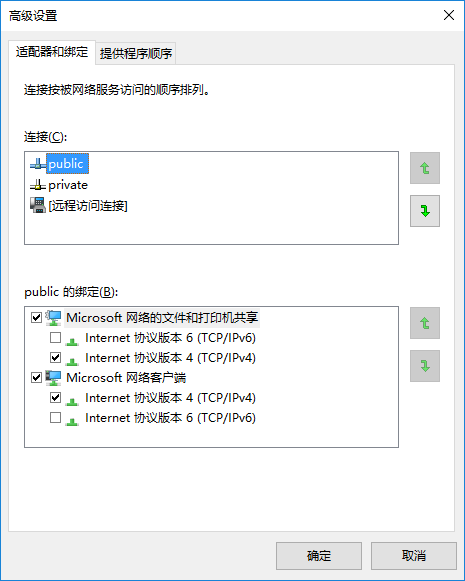 高级设置
适配器和绑定
提供程序顺序
连接按被网络服务访问的顺序排列。
连接(C):
public
private
[远程访问连接]
public 的绑定(B):
Microsoft 网络的文件和打印机共享
Internet 协议版本 6 (TCP/IPv6)
Internet 协议版本 4 (TCP/IPv4)
Microsoft 网络客户端
Internet 协议版本 4 (TCP/IPv4)
Internet 协议版本 6 (TCP/IPv6)
确定
取消